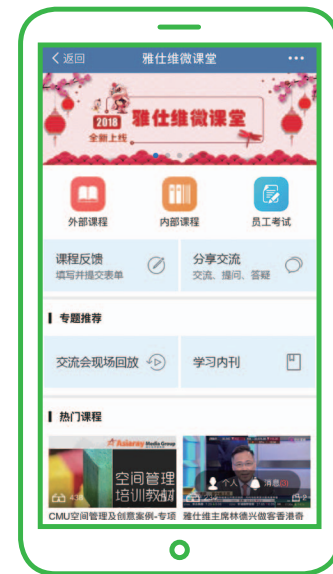 返回
雅仕维微课堂
2018
全新上线
雅仕维微课堂
外部课程
内部课程
员工考试
课程反馈
填写并提交表单
分享交流
交流、提问、答疑
专题推荐
交流会现场回放
学习内刊
热门课程
Asiaray Media Group
空间管理
培训教材
个人
消息(0)
CMU空间管理及创意案例-专项
雅仕维主席林德兴做客香港奇